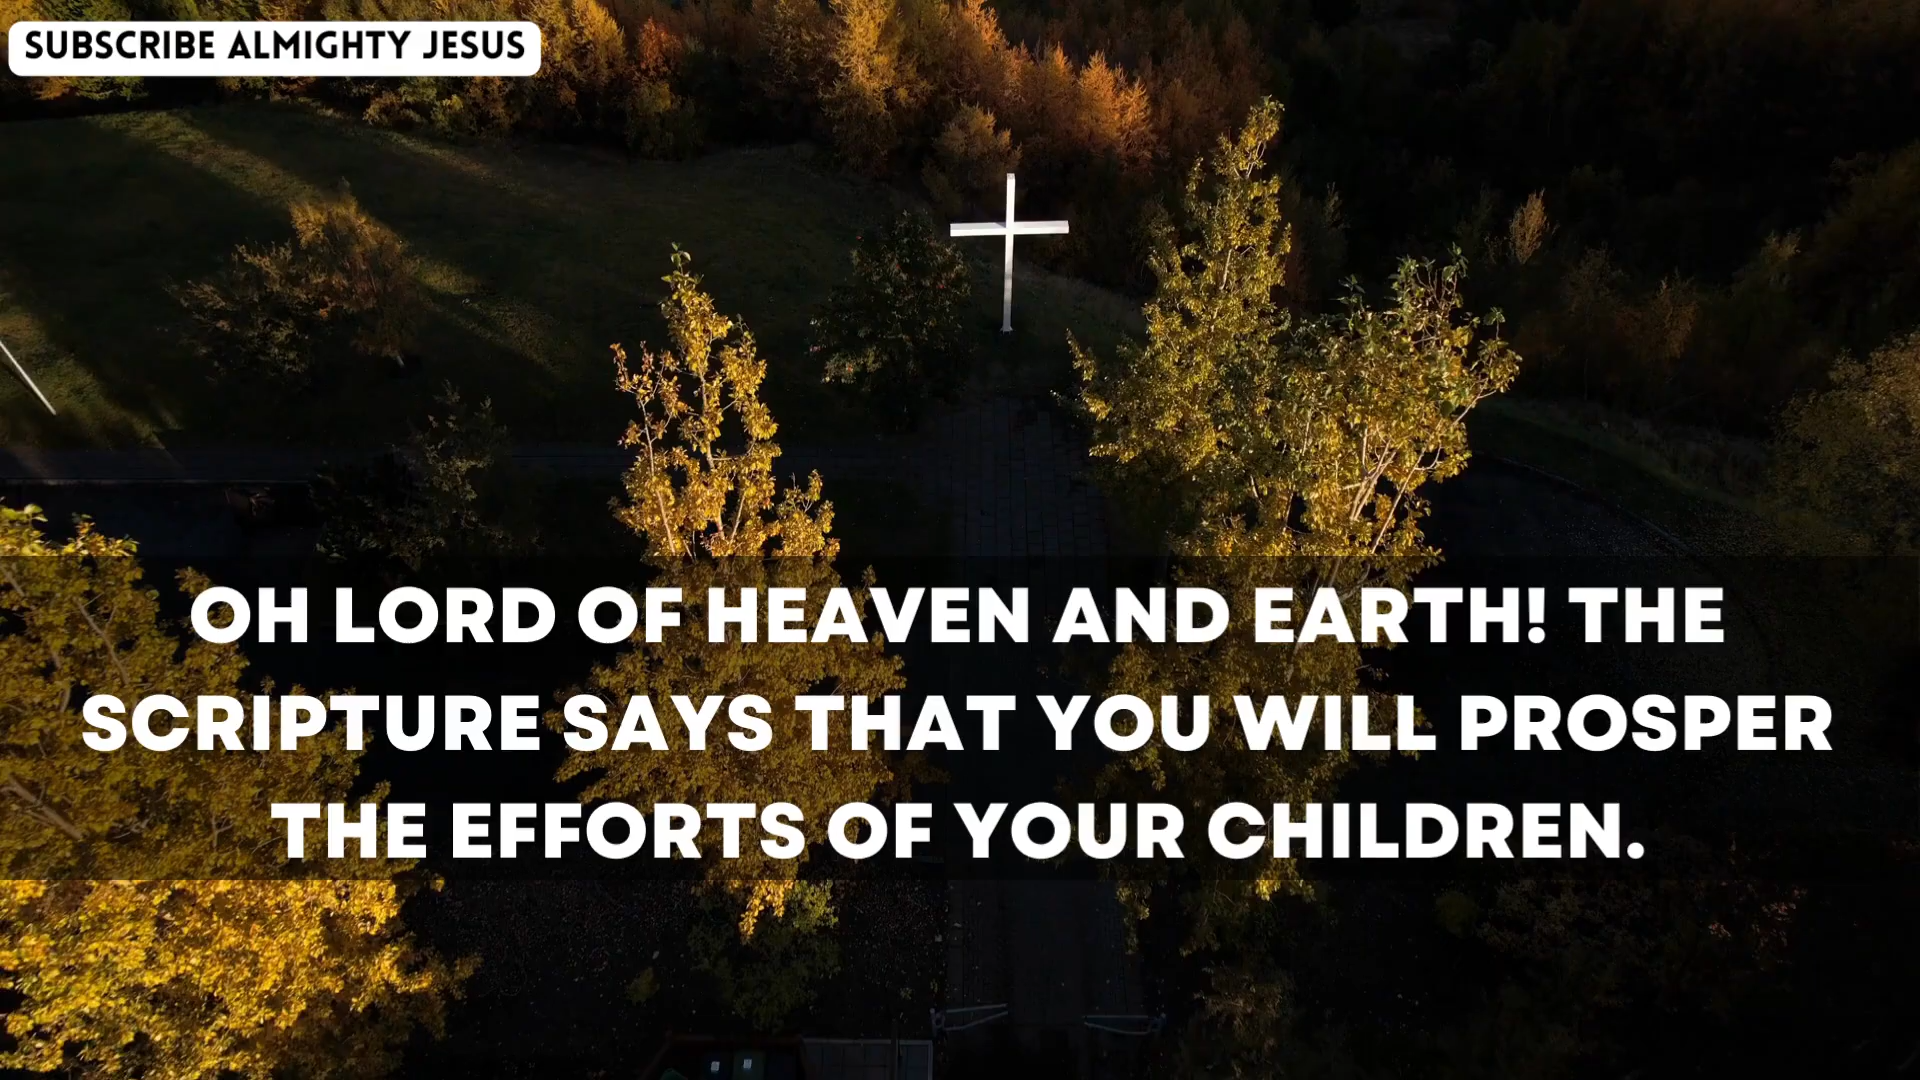 SUBSCRIBE ALMIGHTY JESUS
OH LORD OF HEAVEN AND EARTH! THE
SCRIPTURE SAYS THAT YOU WILL PROSPER
THE EFFORTS OF YOUR CHILDREN.